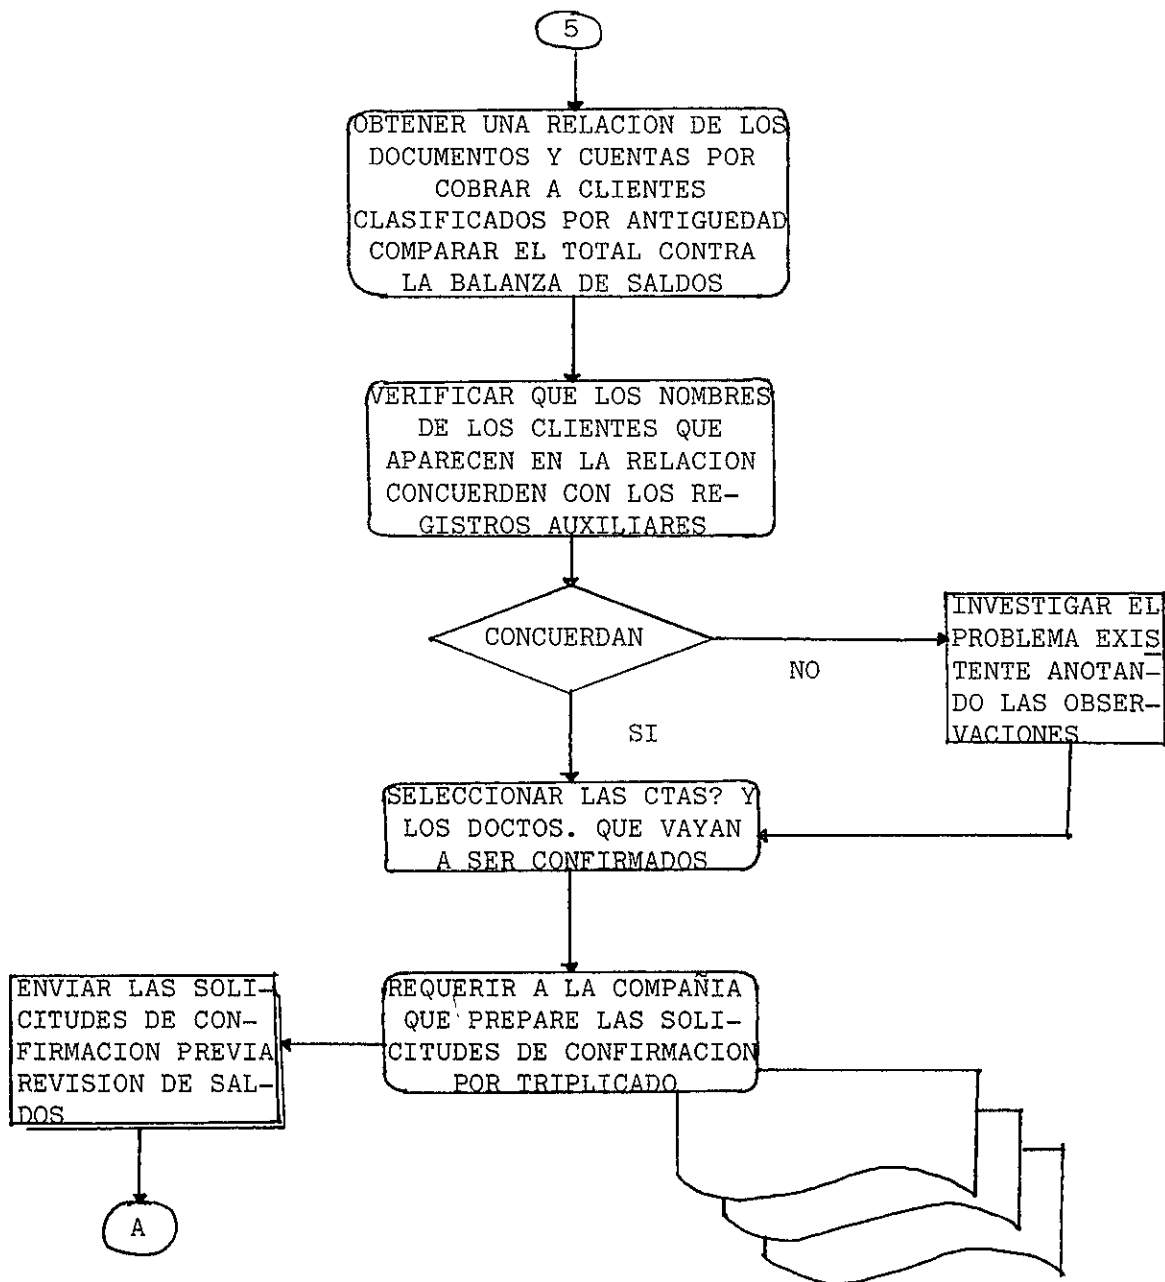 5
OBTENER UNA RELACION DE LOS
DOCUMENTOS Y CUENTAS POR
COBRAR A CLIENTES
CLASIFICADOS POR ANTIGUEDAD
COMPARAR EL TOTAL CONTRA
LA BALANZA DE SALDOS
VERIFICAR QUE LOS NOMBRES
DE LOS CLIENTES QUE
APARECEN EN LA RELACION
CONCUERDEN CON LOS RE-
GISTROS AUXILIARES
CONCUERDAN
NO
INVESTIGAR EL
PROBLEMA EXIS
TENTE ANOTAN-
DO LAS OBSER-
VACIONES
SI
SELECCIONAR LAS CTAS? Y
LOS DOCTOS. QUE VAYAN
A SER CONFIRMADOS
REQUERIR A LA COMPAÑIA
QUE PREPARE LAS SOLI-
CITUDES DE CONFIRMACION
POR TRIPLICADO
ENVIAR LAS SOLI-
CITUDES DE CON-
FIRMACION PREVIA
REVISION DE SAL-
DOS
A